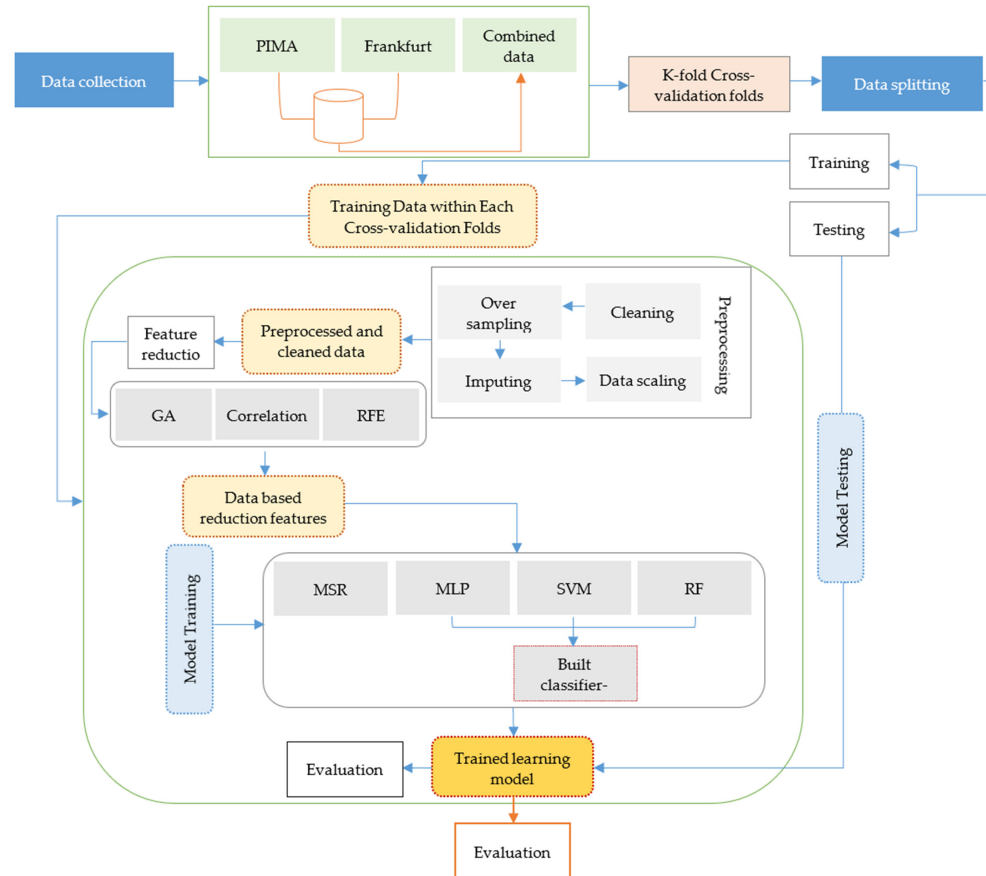 PIMA
Frankfurt
Combined
data
Data collection
K-fold Cross-
validation folds
Data splitting
Training
Testing
Training Data within Each
Cross-validation Folds
Preprocessing
Over
sampling
Cleaning
Imputing
Data scaling
Preprocessed and
cleaned data
Feature
reductio
GA
Correlation
RFE
Data based
reduction features
Model Testing
Model Training
MSR
MLP
SVM
RF
Built
classifier-
Trained learning
model
Evaluation
Evaluation